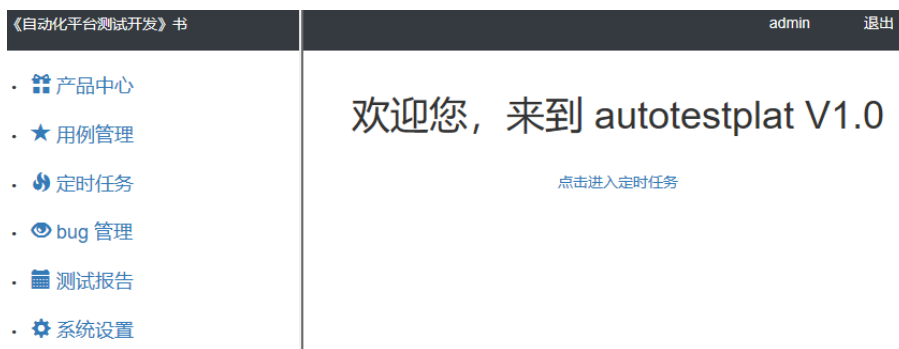 《自动化平台测试开发》书
admin 退出
产品中心
用例管理
定时任务
bug 管理
测试报告
系统设置
欢迎您，来到 autotestplat V1.0
点击进入定时任务